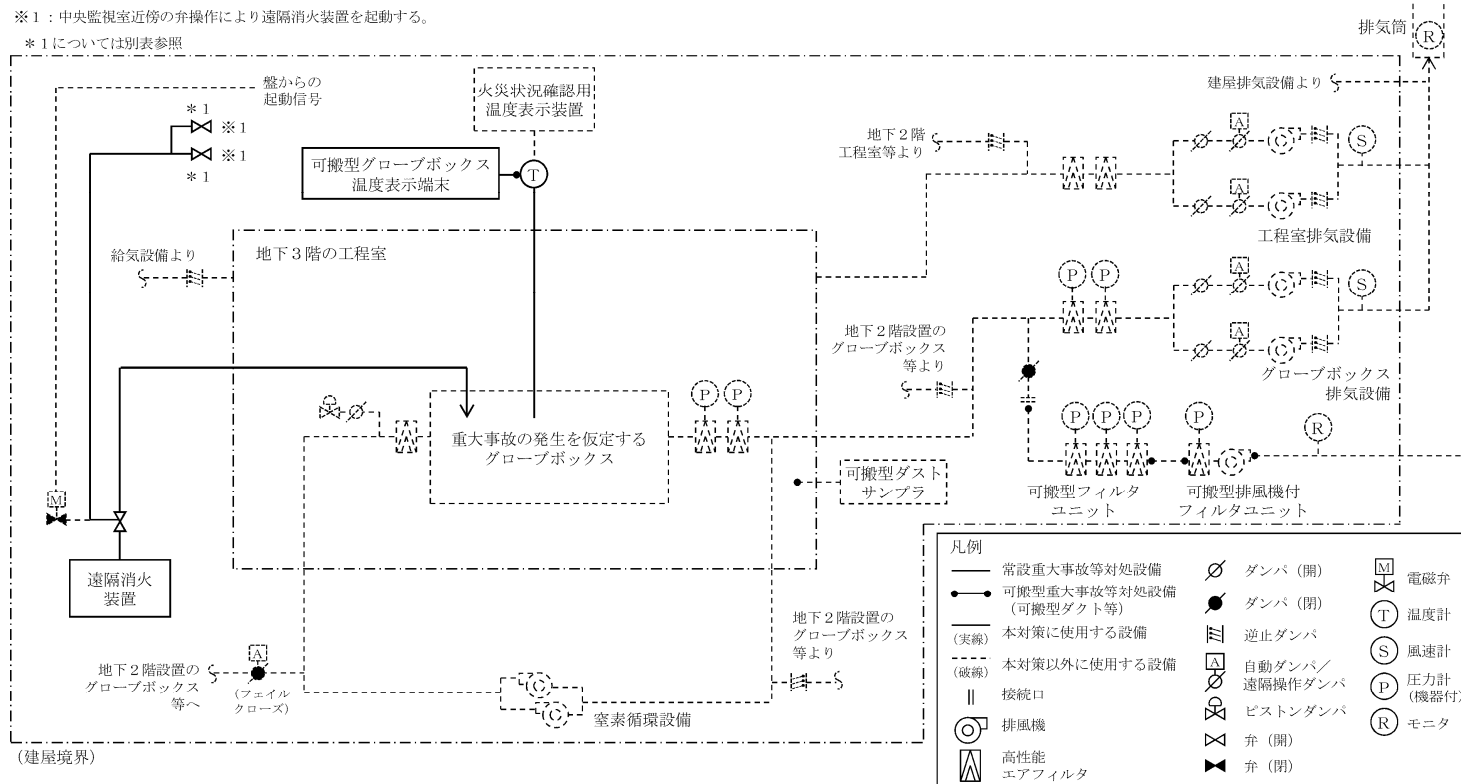 ※1：中央監視室近傍の弁操作により遠隔消火装置を起動する。
＊1については別表参照
排気筒
R
盤からの
起動信号
＊1
※1
※1
＊1
火災状況確認用
温度表示装置
可搬型グローブボックス
温度表示端末
T
地下２階
工程室等より
建屋排気設備より
A
S
A
工程室排気設備
給気設備より
地下３階の工程室
P
P
A
S
A
グローブボックス
排気設備
地下２階設置の
グローブボックス
等より
重大事故の発生を仮定する
グローブボックス
P
P
P
P
P
P
R
可搬型ダスト
サンプラ
可搬型フィルタ
ユニット
可搬型排風機付
フィルタユニット
M
遠隔消火
装置
地下２階設置の
グローブボックス
等より
地下２階設置の
グローブボックス
等へ
A
(フェイル
クローズ)
窒素循環設備
(建屋境界)
凡例
常設重大事故等対処設備
可搬型重大事故等対処設備
(可搬型ダクト等)
(実線)
本対策に使用する設備
(破線)
本対策以外に使用する設備
接続口
排風機
高性能
エアフィルタ
ダンパ（開）
ダンパ（閉）
逆止ダンパ
A
自動ダンパ／
遠隔操作ダンパ
ピストンダンパ
弁（開）
弁（閉）
M
電磁弁
T
温度計
S
風速計
P
圧力計
(機器付)
R
モニタ